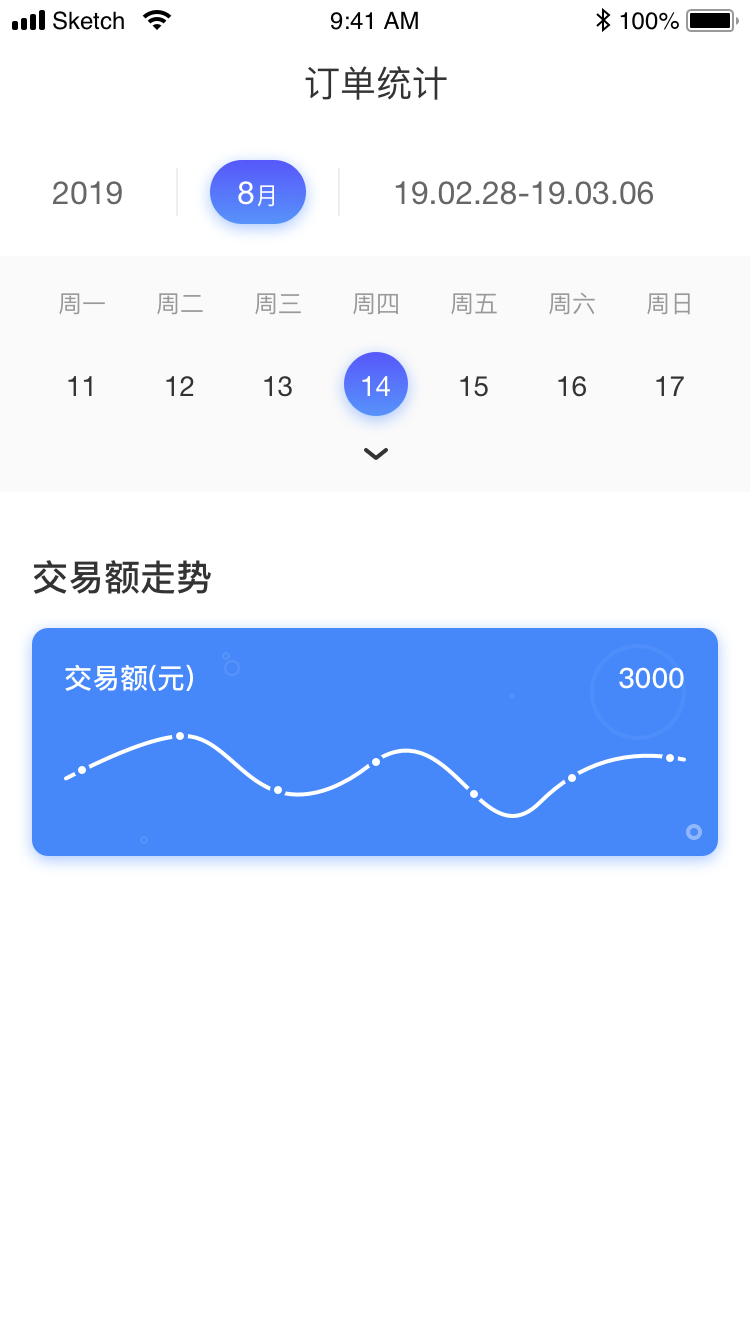 Sketch 9:41 AM 100%
订单统计
2019 8月 19.02.28-19.03.06
周一 周二 周三 周四 周五 周六 周日
11 12 13 14 15 16 17
交易额走势
交易额(元) 3000